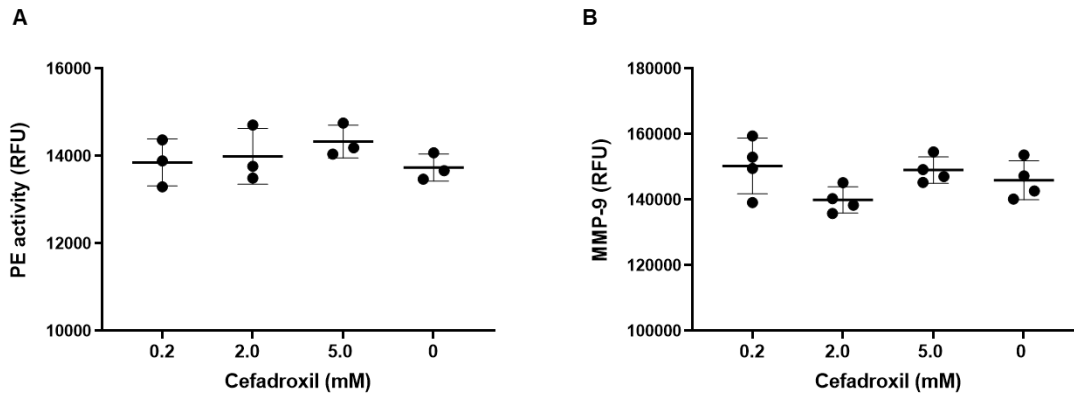 A
PE activity (RFU)
16000
14000
12000
10000
0.2 2.0 5.0 0
Cefadroxil (mM)
B
MMP-9 (RFU)
180000
160000
140000
120000
100000
0.2 2.0 5.0 0
Cefadroxil (mM)